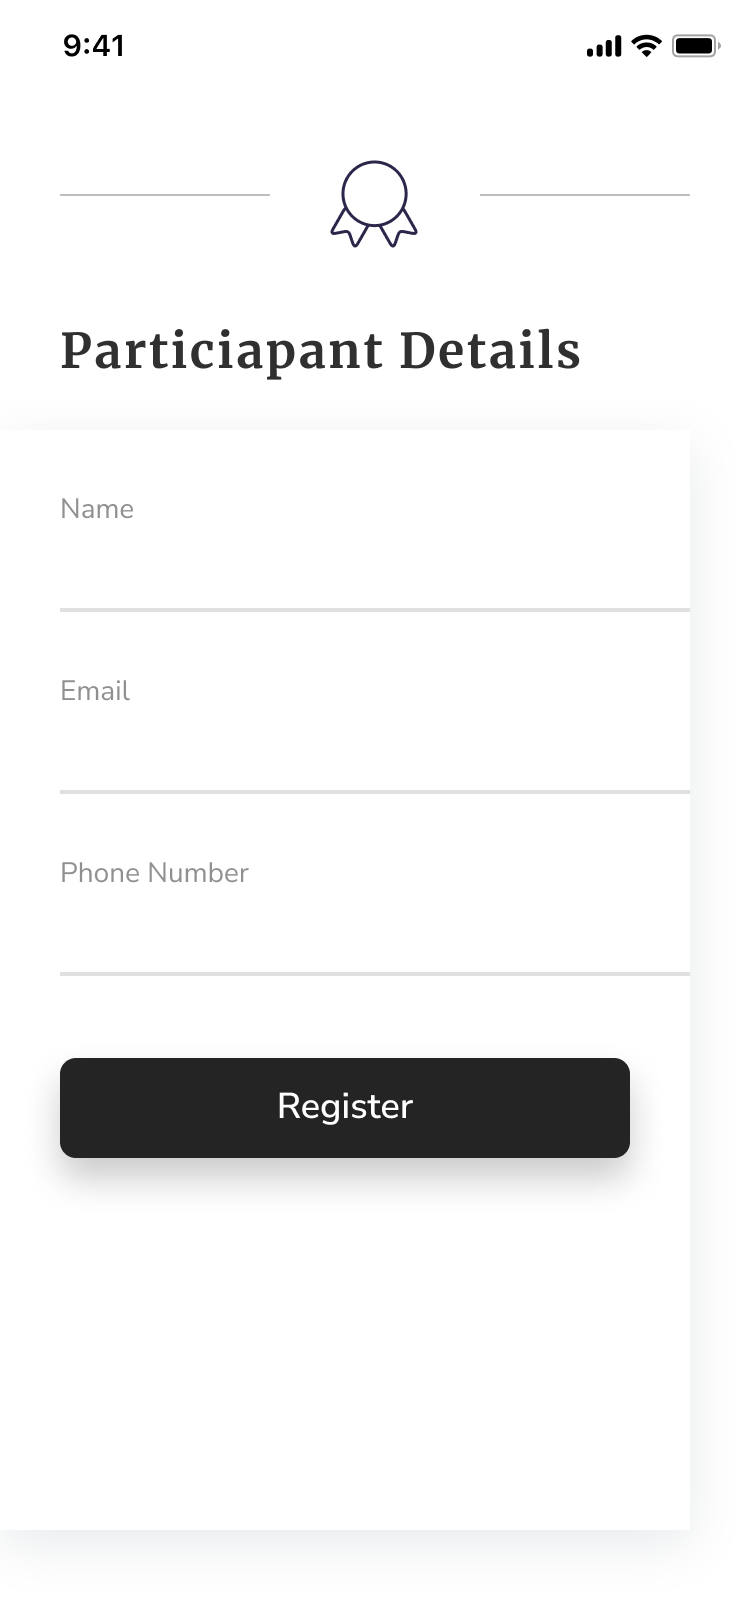 9:41
Particiapant Details
Name
Email
Phone Number
Register